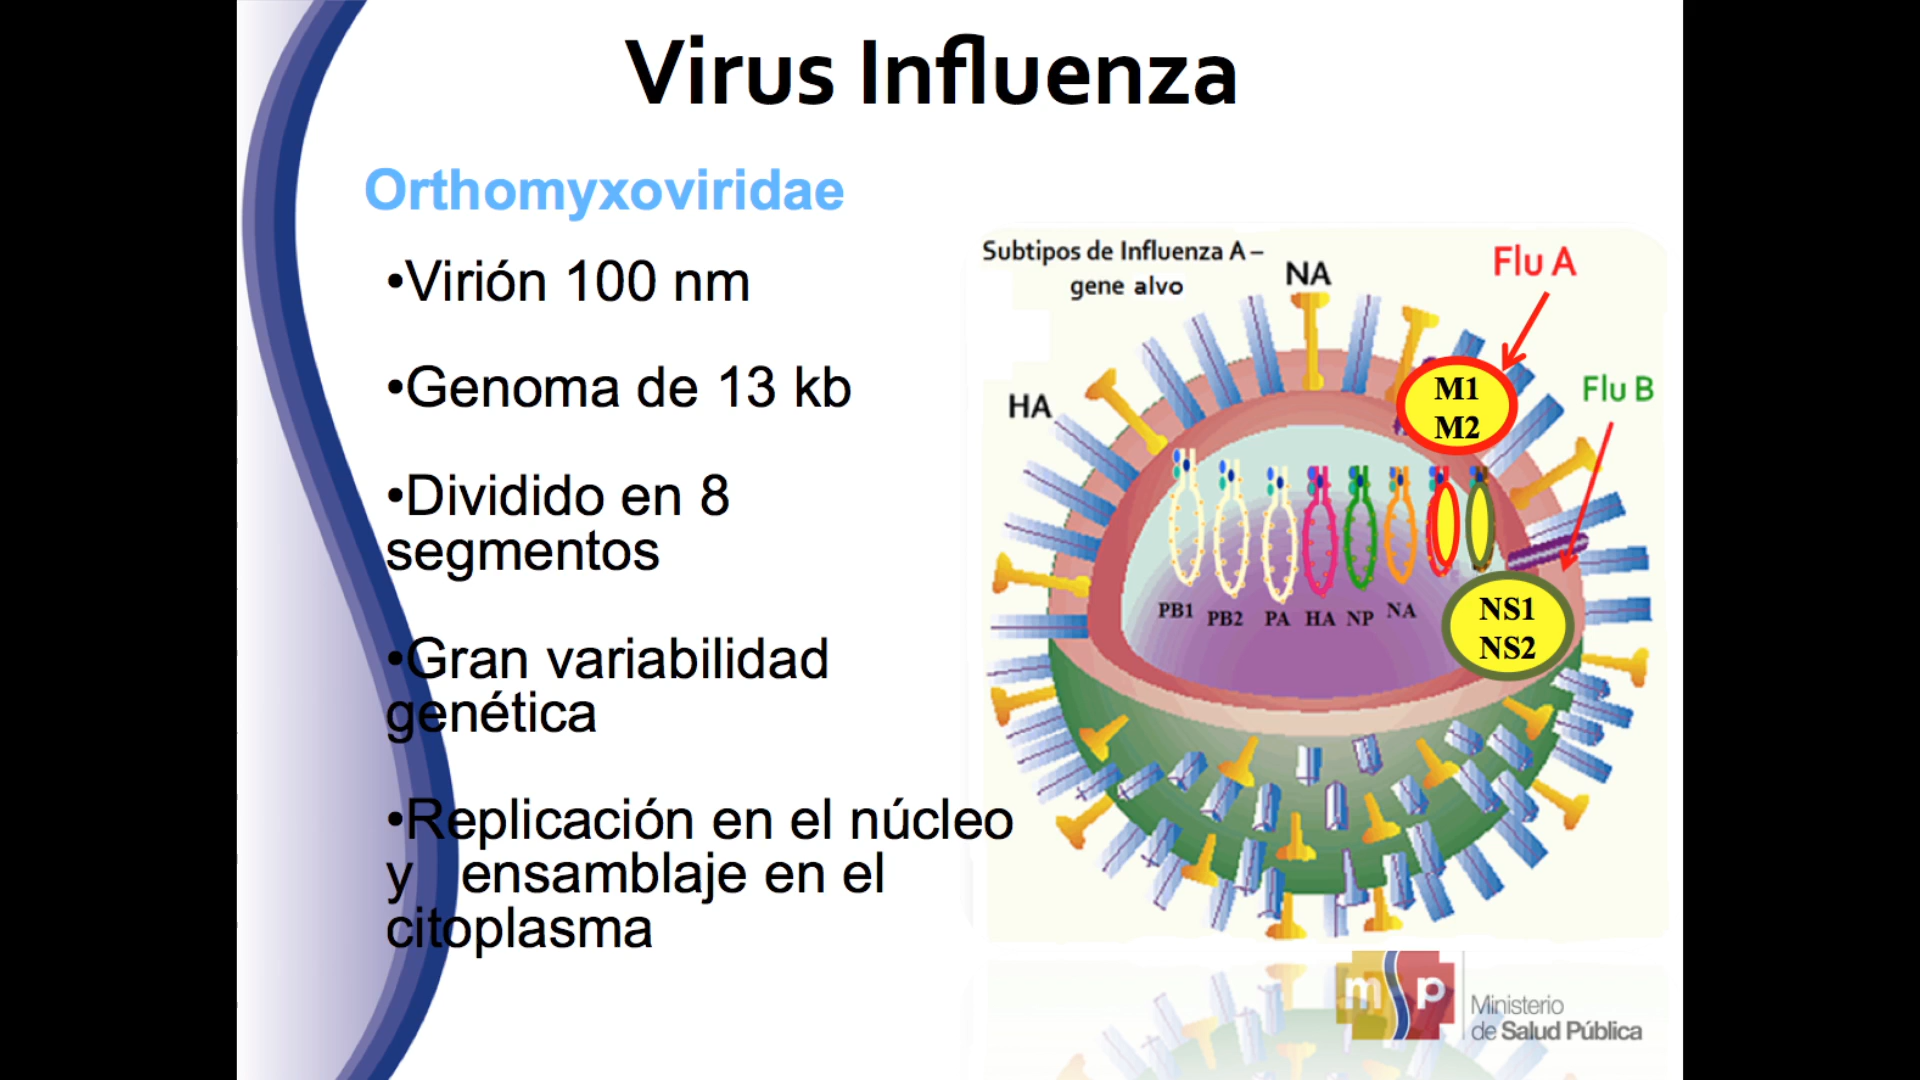 Virus Influenza
Orthomyxoviridae
•Virión 100 nm
•Genoma de 13 kb
•Dividido en 8
segmentos
•Gran variabilidad
genética
•Replicación en el núcleo
y ensamblaje en el
citoplasma
Subtipos de Influenza A –
gene alvo
NA
Flu A
HA
Flu B
M1
M2
PB1 PB2 PA HA NP NA
NS1
NS2
msp
Ministerio
de Salud Pública